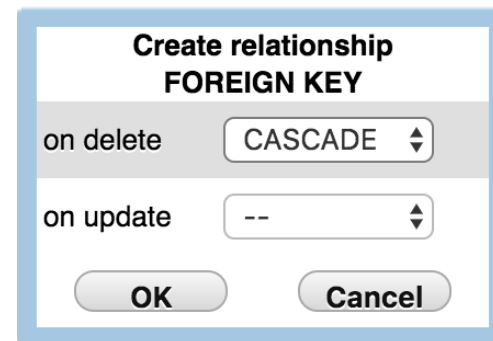 Create relationship
FOREIGN KEY
on delete CASCADE
on update --
OK Cancel